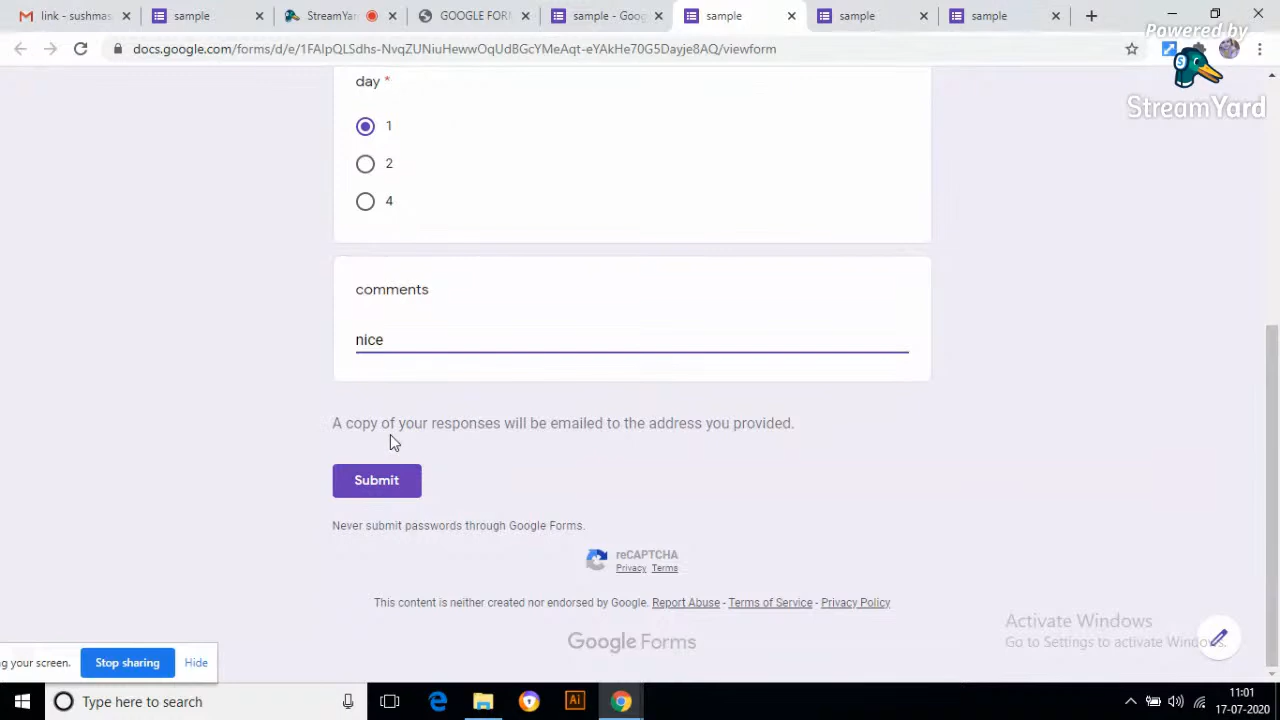 link - sushmas
sample
StreamYar
GOOGLE FOR
sample - Goog
sample
sample
sample
docs.google.com/forms/d/e/1FAIpQLSdhs-NvqZUNiuHewwOqUdBGcYMeAqt-eYAkHe70G5Dayje8AQ/viewform
Powered by
StreamYard
day *
1
2
4
comments
nice
A copy of your responses will be emailed to the address you provided.
Submit
Never submit passwords through Google Forms.
reCAPTCHA
Privacy Terms
This content is neither created nor endorsed by Google. Report Abuse - Terms of Service - Privacy Policy
Google Forms
Activate Windows
Go to Settings to activate Windows.
g your screen. Stop sharing Hide
Type here to search
11:01
17-07-2020